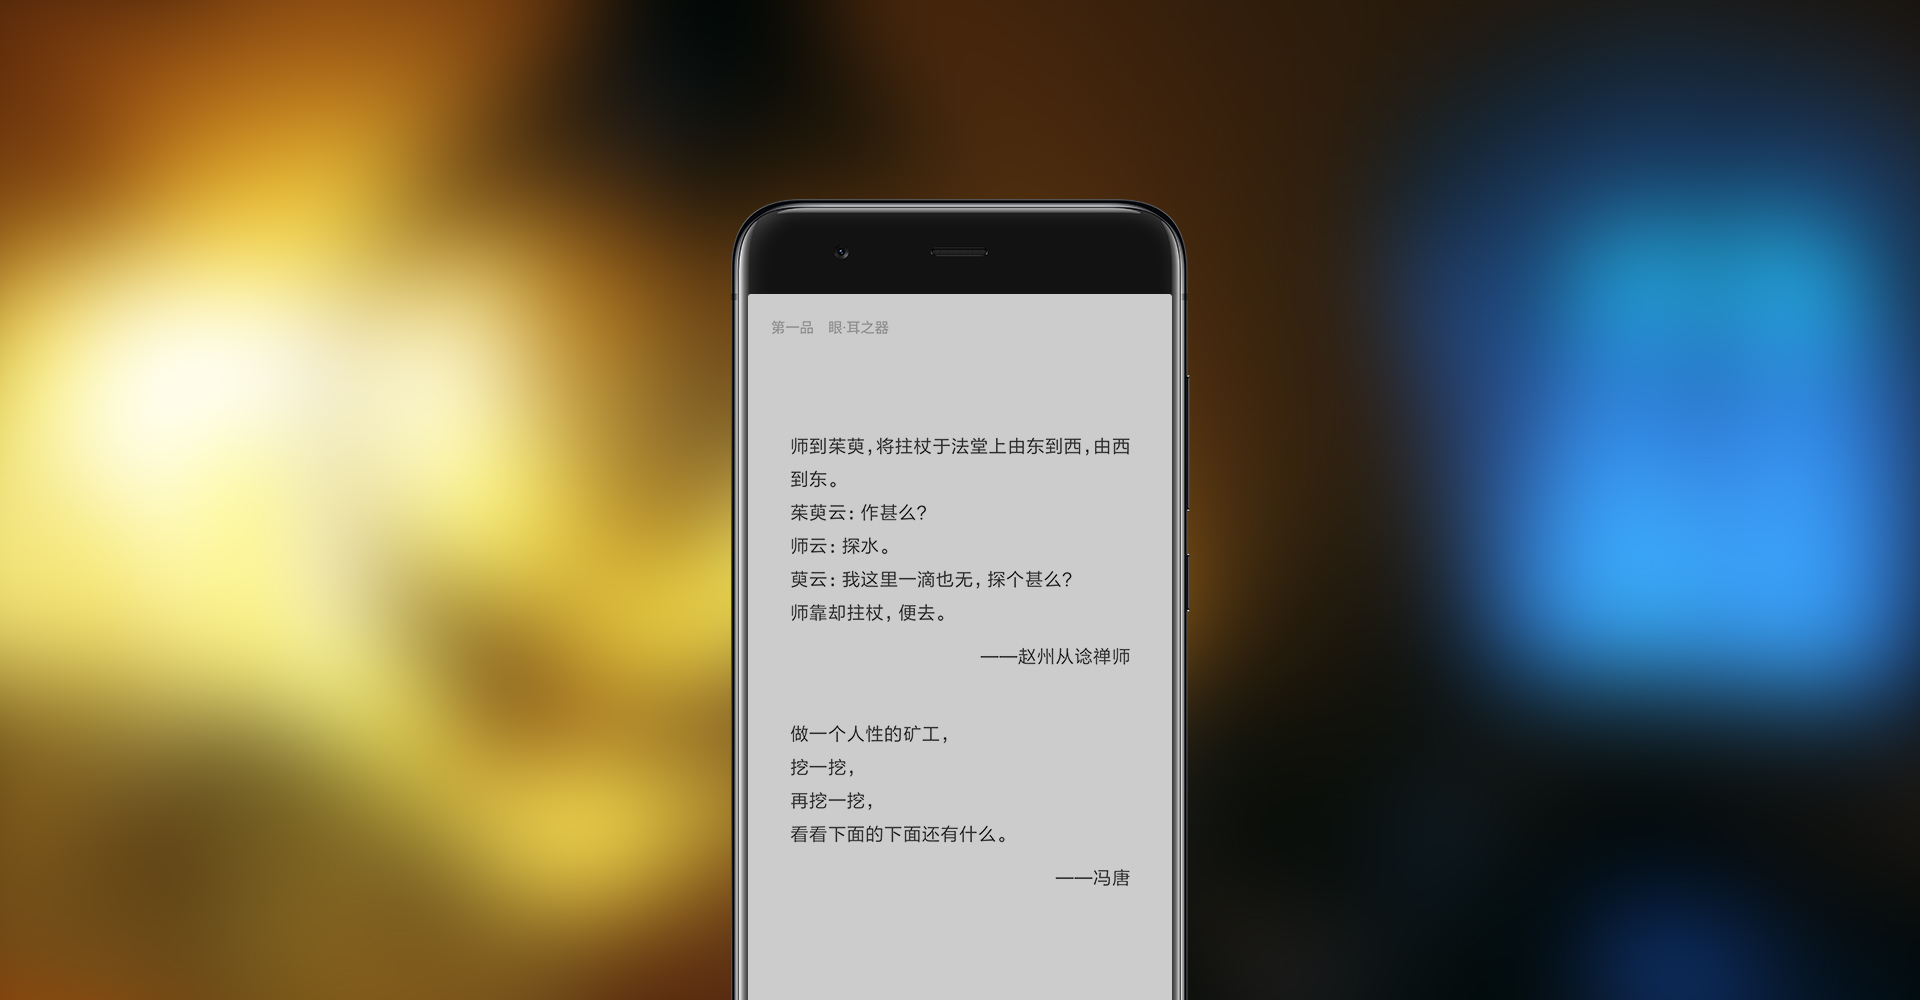 第一品 眼·耳之器
师到茱萸,将拄杖于法堂上由东到西,由西
到东。
茱萸云:作甚么?
师云:探水。
萸云:我这里一滴也无,探个甚么?
师靠却拄杖,便去。
——赵州从谂禅师
做一个人性的矿工,
挖一挖,
再挖一挖,
看看下面的下面还有什么。
——冯唐